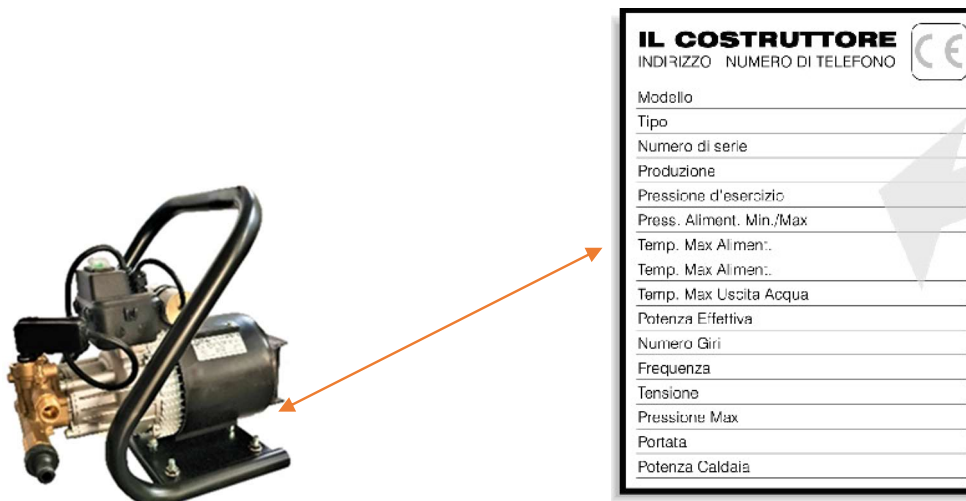 IL COSTRUTTORE
INDIRIZZO NUMERO DI TELEFONO
CE
Modello
Tipo
Numero di serie
Produzione
Pressione d'esercizio
Press. Aliment. Min./Max
Temp. Max Aliment.
Temp. Max Aliment.
Temp. Max Uscita Acqua
Potenza Effettiva
Numero Giri
Frequenza
Tensione
Pressione Max
Portata
Potenza Caldaia